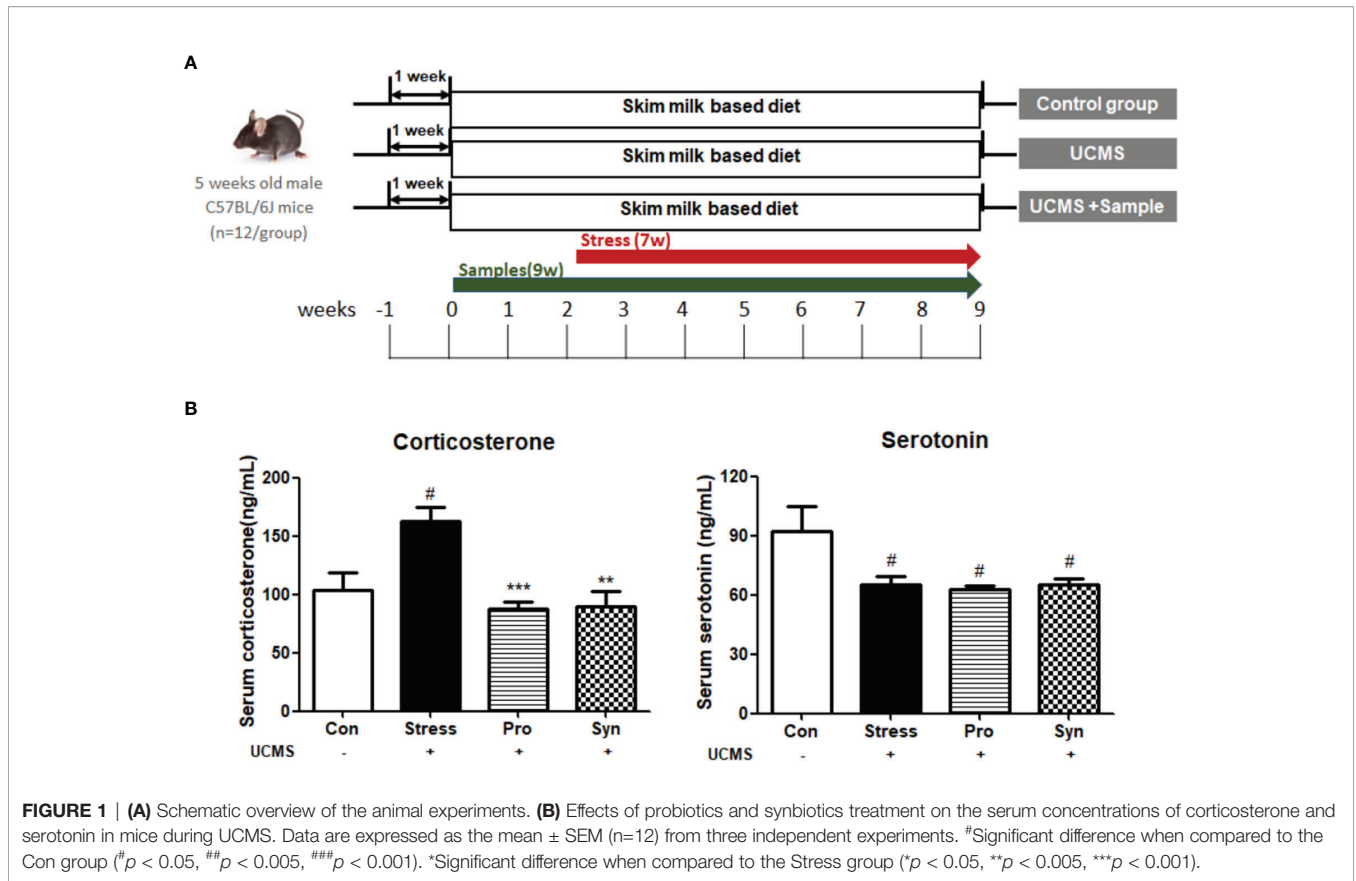 A
1 week
Skim milk based diet
Control group
1 week
Skim milk based diet
UCMS
1 week
Skim milk based diet
UCMS +Sample
5 weeks old male
C57BL/6J mice
(n=12/group)
Stress (7w)
Samples(9w)
weeks -1 0 1 2 3 4 5 6 7 8 9
B
Corticosterone
Serum corticosterone(ng/mL)
200
150
100
50
0
#
***
**
Con Stress Pro Syn
UCMS - + + +
Serotonin
Serum serotonin (ng/mL)
120
90
60
30
0
#
#
#
Con Stress Pro Syn
UCMS - + + +
FIGURE 1 | (A) Schematic overview of the animal experiments. (B) Effects of probiotics and synbiotics treatment on the serum concentrations of corticosterone and
serotonin in mice during UCMS. Data are expressed as the mean ± SEM (n=12) from three independent experiments. #Significant difference when compared to the
Con group (#p < 0.05, ##p < 0.005, ###p < 0.001). *Significant difference when compared to the Stress group (*p < 0.05, **p < 0.005, ***p < 0.001).